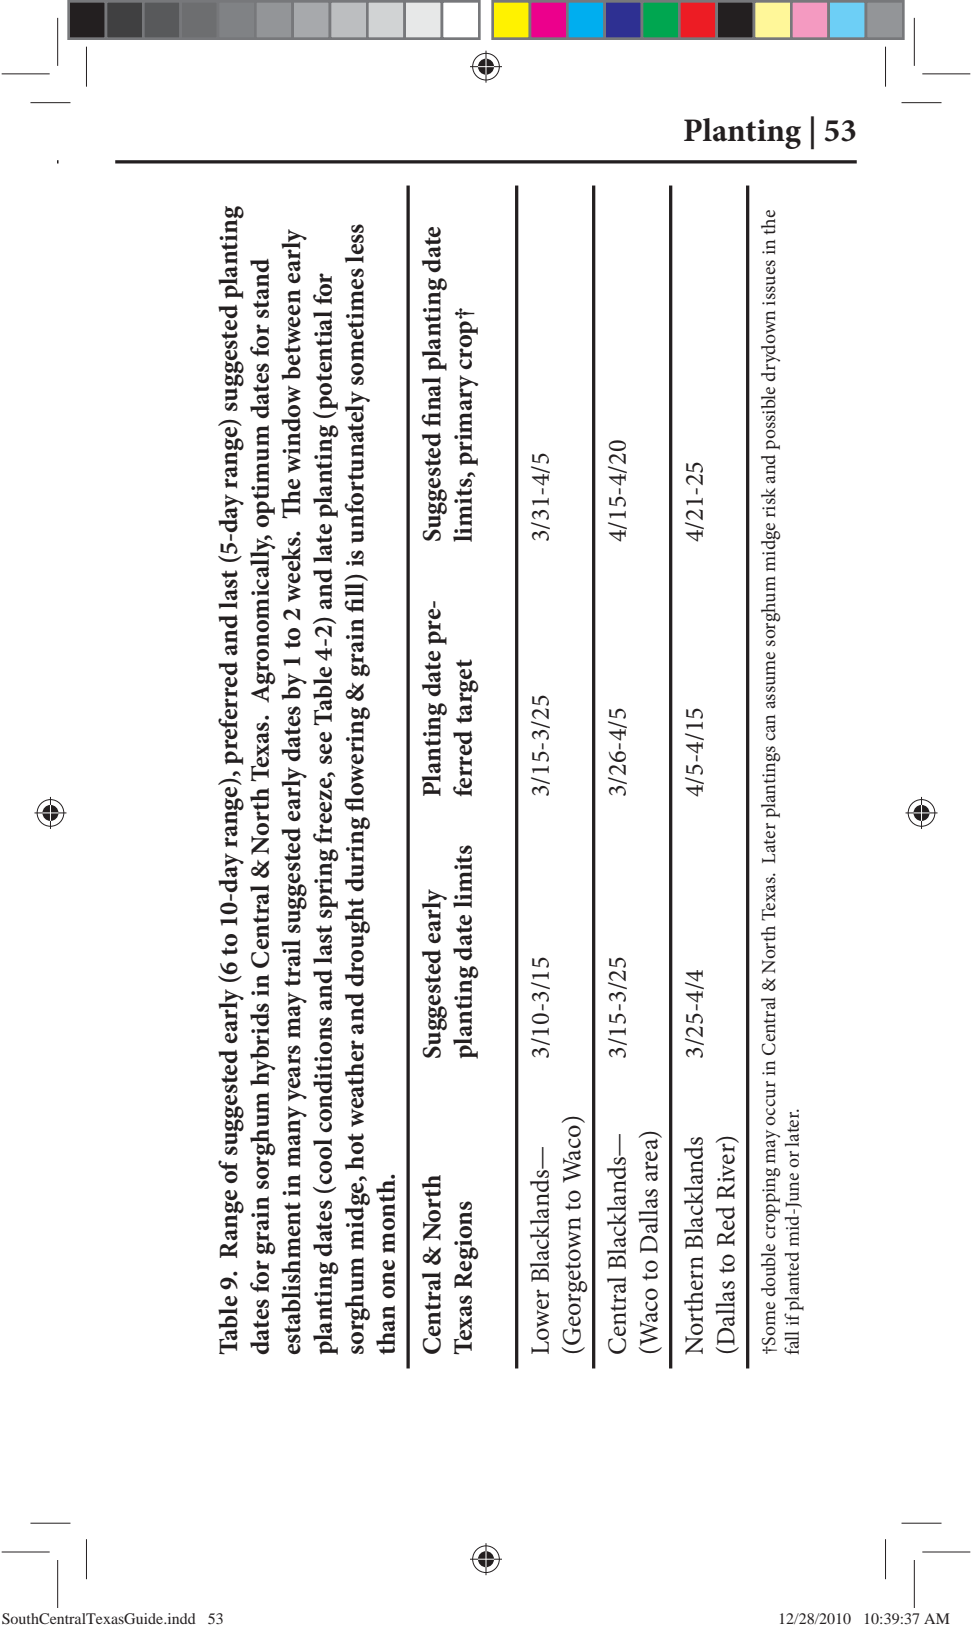 Planting | 53
Table 9.  Range of suggested early (6 to 10-day range), preferred and last (5-day range) suggested planting
dates for grain sorghum hybrids in Central & North Texas.  Agronomically, optimum dates for stand
establishment in many years may trail suggested early dates by 1 to 2 weeks.  The window between early
planting dates (cool conditions and last spring freeze, see Table 4-2) and late planting (potential for
sorghum midge, hot weather and drought during flowering & grain fill) is unfortunately sometimes less
than one month.
Central & North Suggested early Planting date pre- Suggested final planting date
Texas Regions planting date limits ferred target limits, primary crop†
Lower Blacklands— 3/10-3/15 3/15-3/25 3/31-4/5
(Georgetown to Waco)
Central Blacklands— 3/15-3/25 3/26-4/5 4/15-4/20
(Waco to Dallas area)
Northern Blacklands 3/25-4/4 4/5-4/15 4/21-25
(Dallas to Red River)
†Some double cropping may occur in Central & North Texas.  Later plantings can assume sorghum midge risk and possible drydown issues in the
fall if planted mid-June or later.
SouthCentralTexasGuide.indd   53 12/28/2010   10:39:37 AM